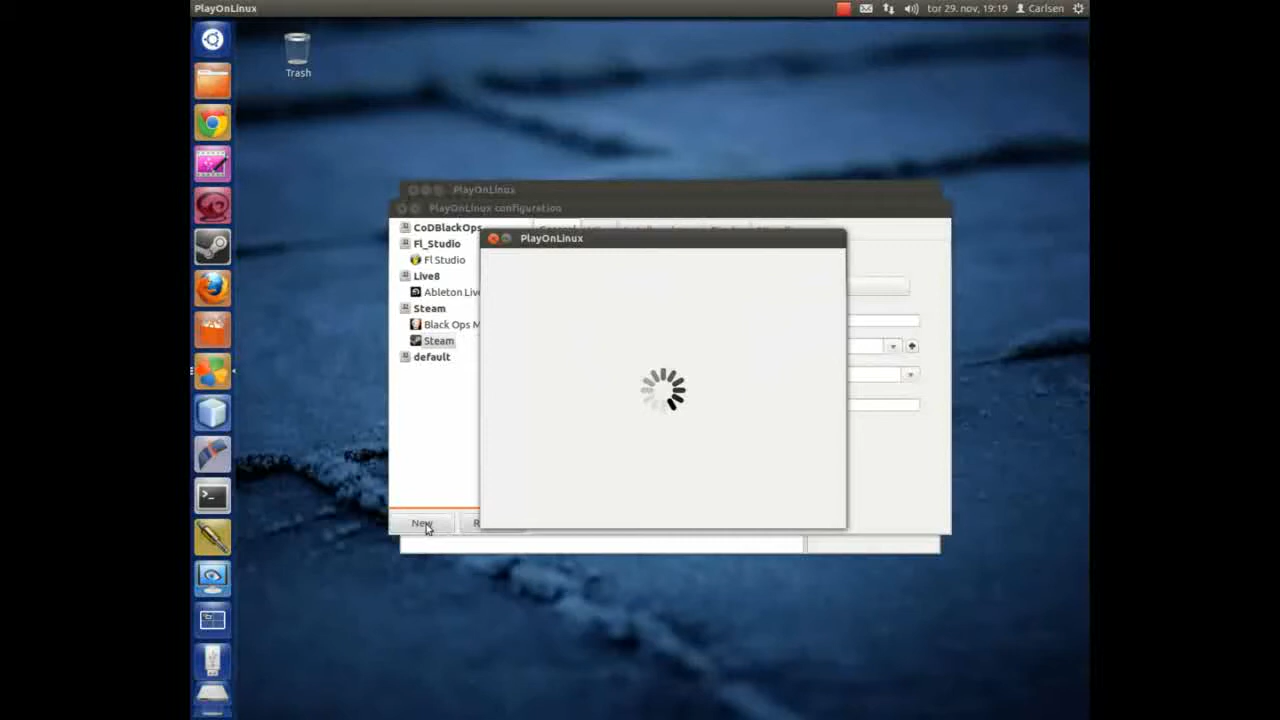 PlayOnLinux
tor 29. nov, 19:19
Carlsen
Trash
PlayOnLinux
PlayOnLinux configuration
CoDBlackOps
Fl_Studio
Fl Studio
Live8
Ableton Liv
Steam
Black Ops M
Steam
default
New
R
PlayOnLinux